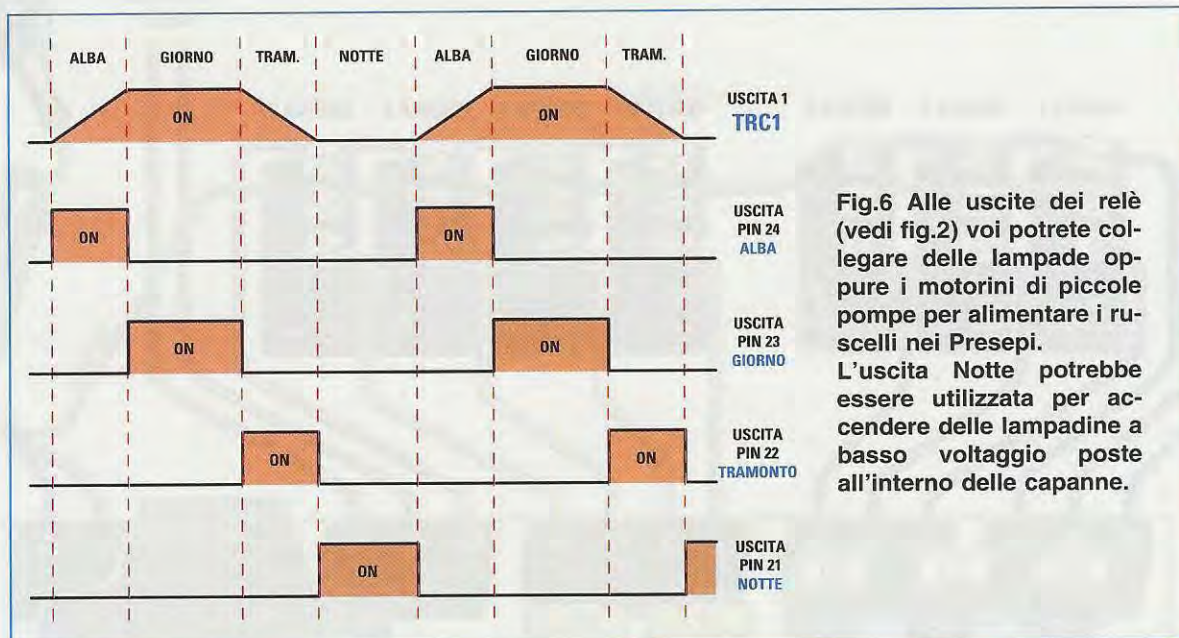 ALBA GIORNO TRAM. NOTTE ALBA GIORNO TRAM.
ON ON
USCITA 1
TRC1
ON ON
USCITA
PIN 24
ALBA
ON ON
USCITA
PIN 23
GIORNO
ON ON
USCITA
PIN 22
TRAMONTO
ON
USCITA
PIN 21
NOTTE
Fig.6 Alle uscite dei relè
(vedi fig.2) voi potrete col-
legare delle lampade op-
pure i motorini di piccole
pompe per alimentare i ru-
scelli nei Presepi.
L'uscita Notte potrebbe
essere utilizzata per ac-
cendere delle lampadine a
basso voltaggio poste
all'interno delle capanne.